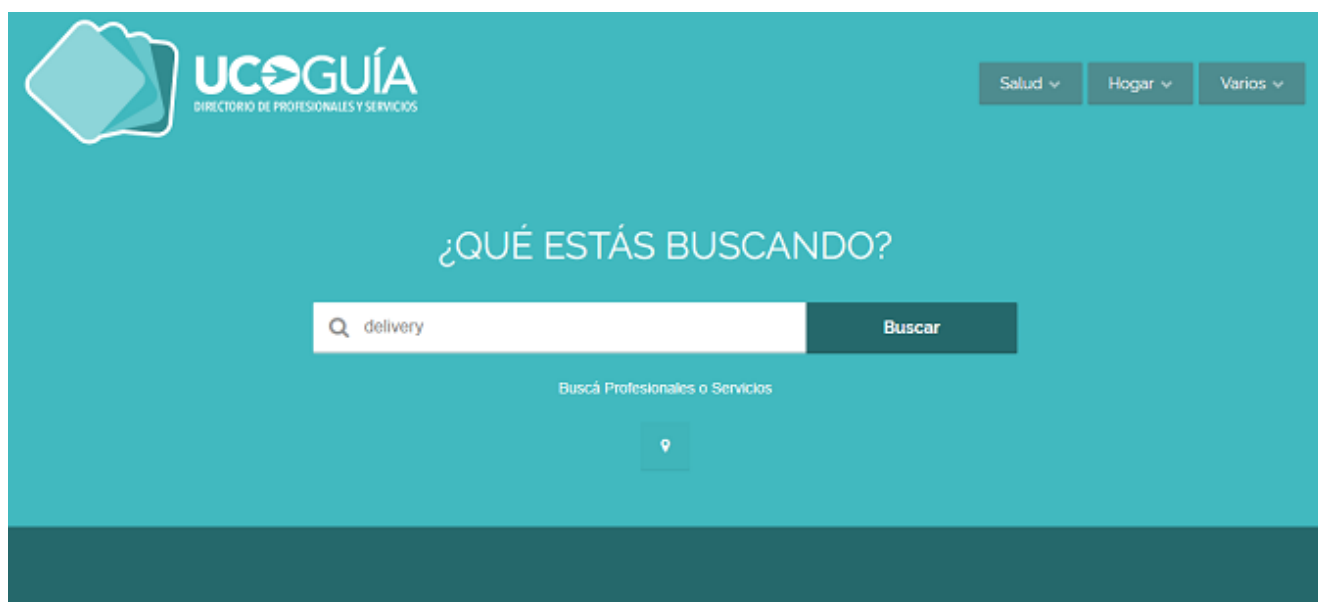 UCOGUÍA
DIRECTORIO DE PROFESIONALES Y SERVICIOS
Salud
Hogar
Varios
¿QUÉ ESTÁS BUSCANDO?
delivery
Buscar
Buscá Profesionales o Servicios